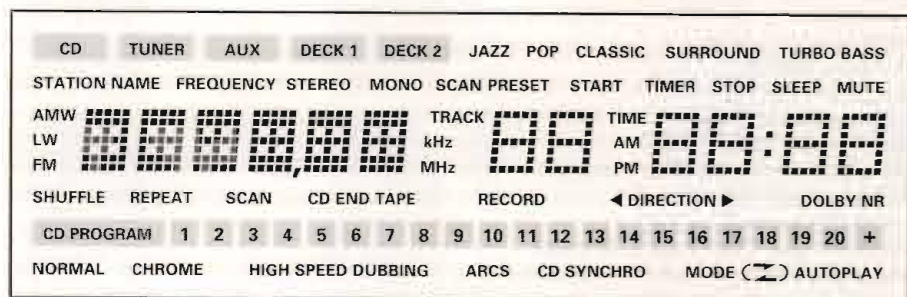 CD TUNER AUX DECK 1 DECK 2 JAZZ POP CLASSIC SURROUND TURBO BASS
STATION NAME FREQUENCY STEREO MONO SCAN PRESET START TIMER STOP SLEEP MUTE
AMW TRACK TIME
LW kHz AM 88 88:88
FM MHz PM
SHUFFLE REPEAT SCAN CD END TAPE RECORD ◀ DIRECTION ▶ DOLBY NR
CD PROGRAM 1 2 3 4 5 6 7 8 9 10 11 12 13 14 15 16 17 18 19 20 +
NORMAL CHROME HIGH SPEED DUBBING ARCS CD SYNCHRO MODE AUTOPLAY